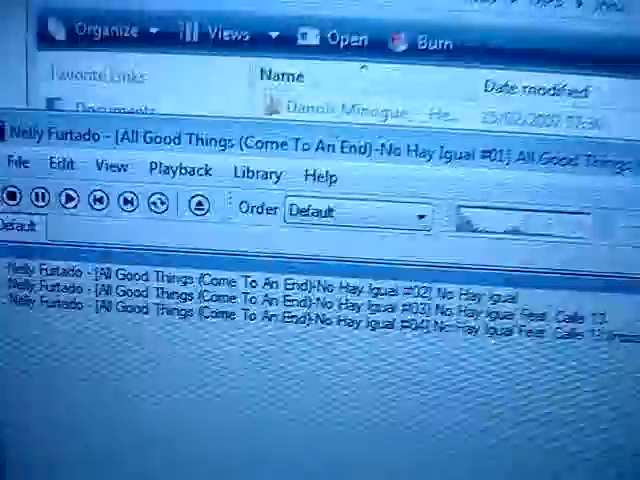 Organize Views Open Burn
Favorite Links Name Date modified
Documents Dannii Minogue
Nelly Furtado - [All Good Things (Come To An End)-No Hay Igual #01] All Good Things
File Edit View Playback Library Help
Order Default
Default
Nelly Furtado - [All Good Things (Come To An End)-No Hay Igual #02] No Hay Igual
Nelly Furtado - [All Good Things (Come To An End)-No Hay Igual #03] No Hay Igual Feat. Calle 13
Nelly Furtado - [All Good Things (Come To An End)-No Hay Igual #04] No Hay Igual Feat. Calle 13